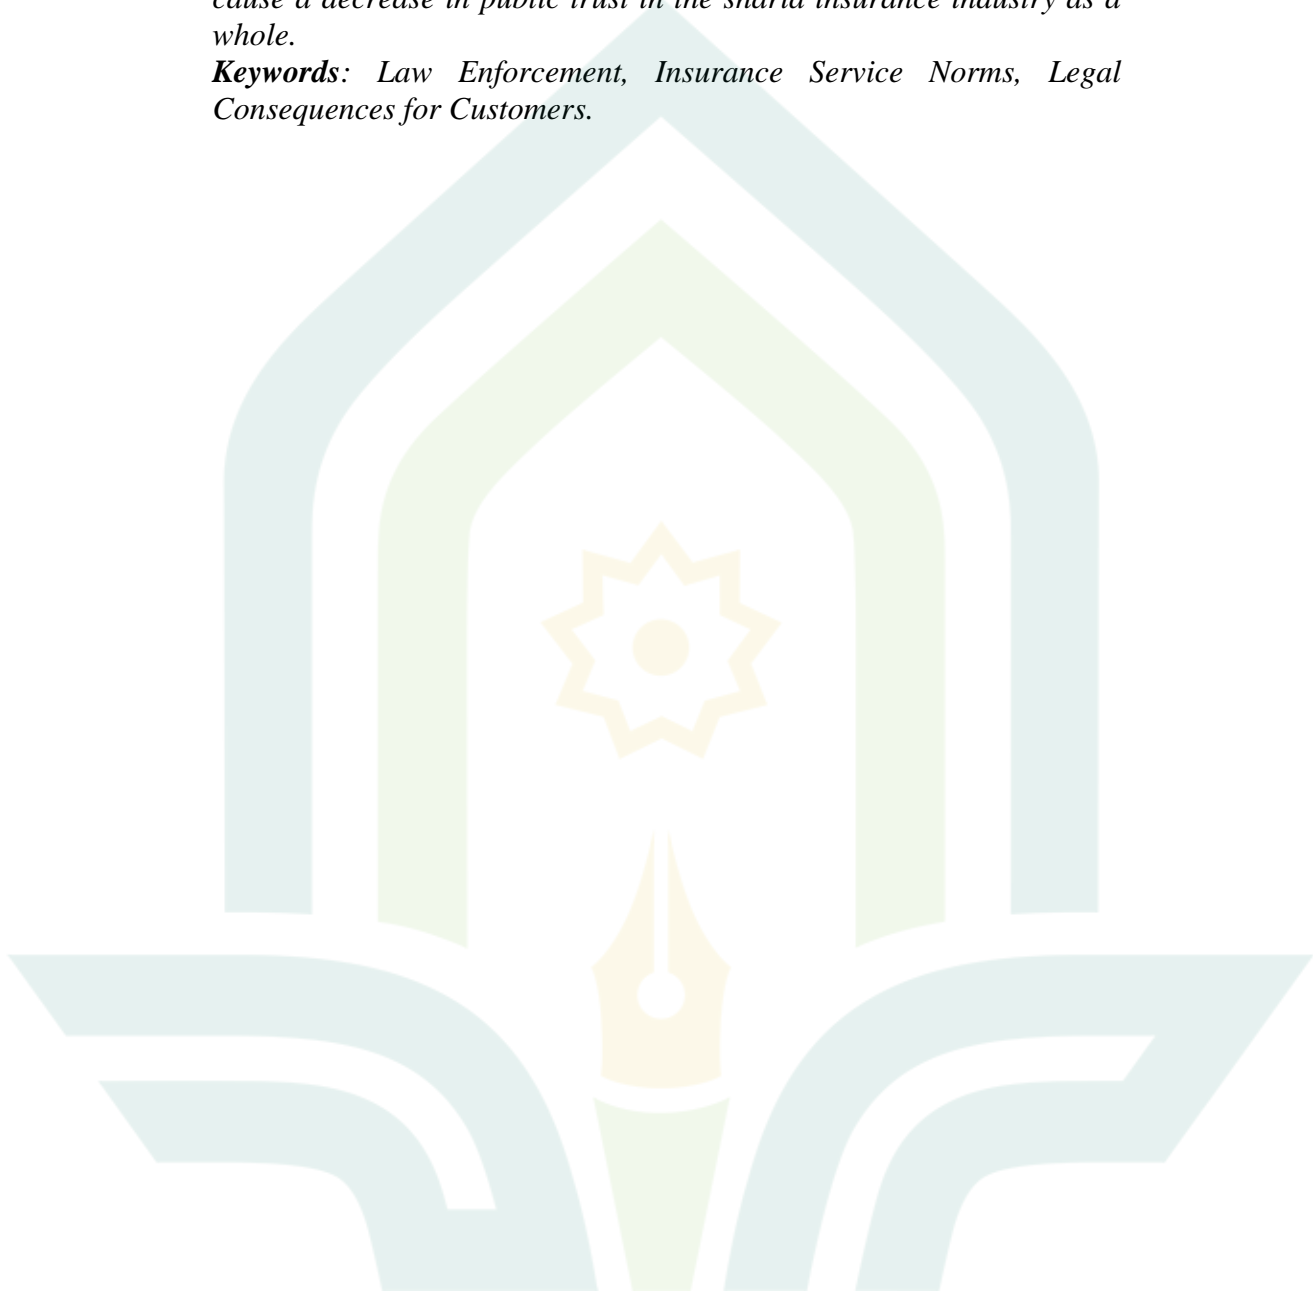 cause a decrease in public trust in the sharia insurance industry as a
whole.
Keywords: Law Enforcement, Insurance Service Norms, Legal
Consequences for Customers.